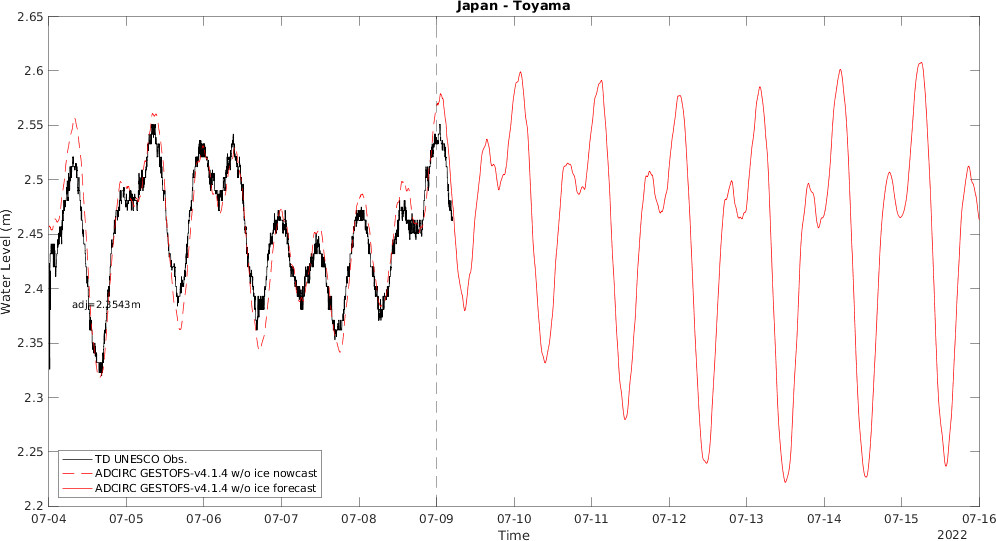 Japan - Toyama
2.65
2.6
2.55
2.5
2.45
2.4
2.35
2.3
2.25
2.2
Water Level (m)
adj=2.3543m
TD UNESCO Obs.
ADCIRC GESTOFS-v4.1.4 w/o ice nowcast
ADCIRC GESTOFS-v4.1.4 w/o ice forecast
07-04 07-05 07-06 07-07 07-08 07-09 07-10 07-11 07-12 07-13 07-14 07-15 07-16
Time
2022